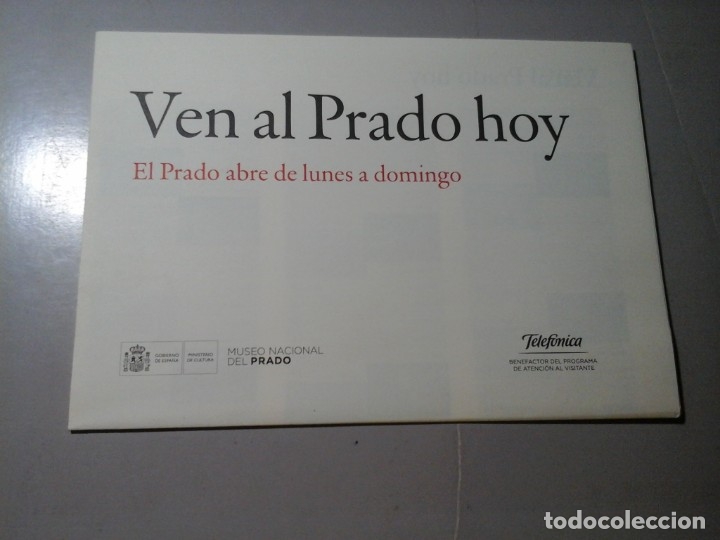 Ven al Prado hoy
El Prado abre de lunes a domingo
GOBIERNO
DE ESPAÑA
MINISTERIO
DE CULTURA
MUSEO NACIONAL
DEL PRADO
Telefónica
BENEFACTOR DEL PROGRAMA
DE ATENCIÓN AL VISITANTE
todocoleccion.net